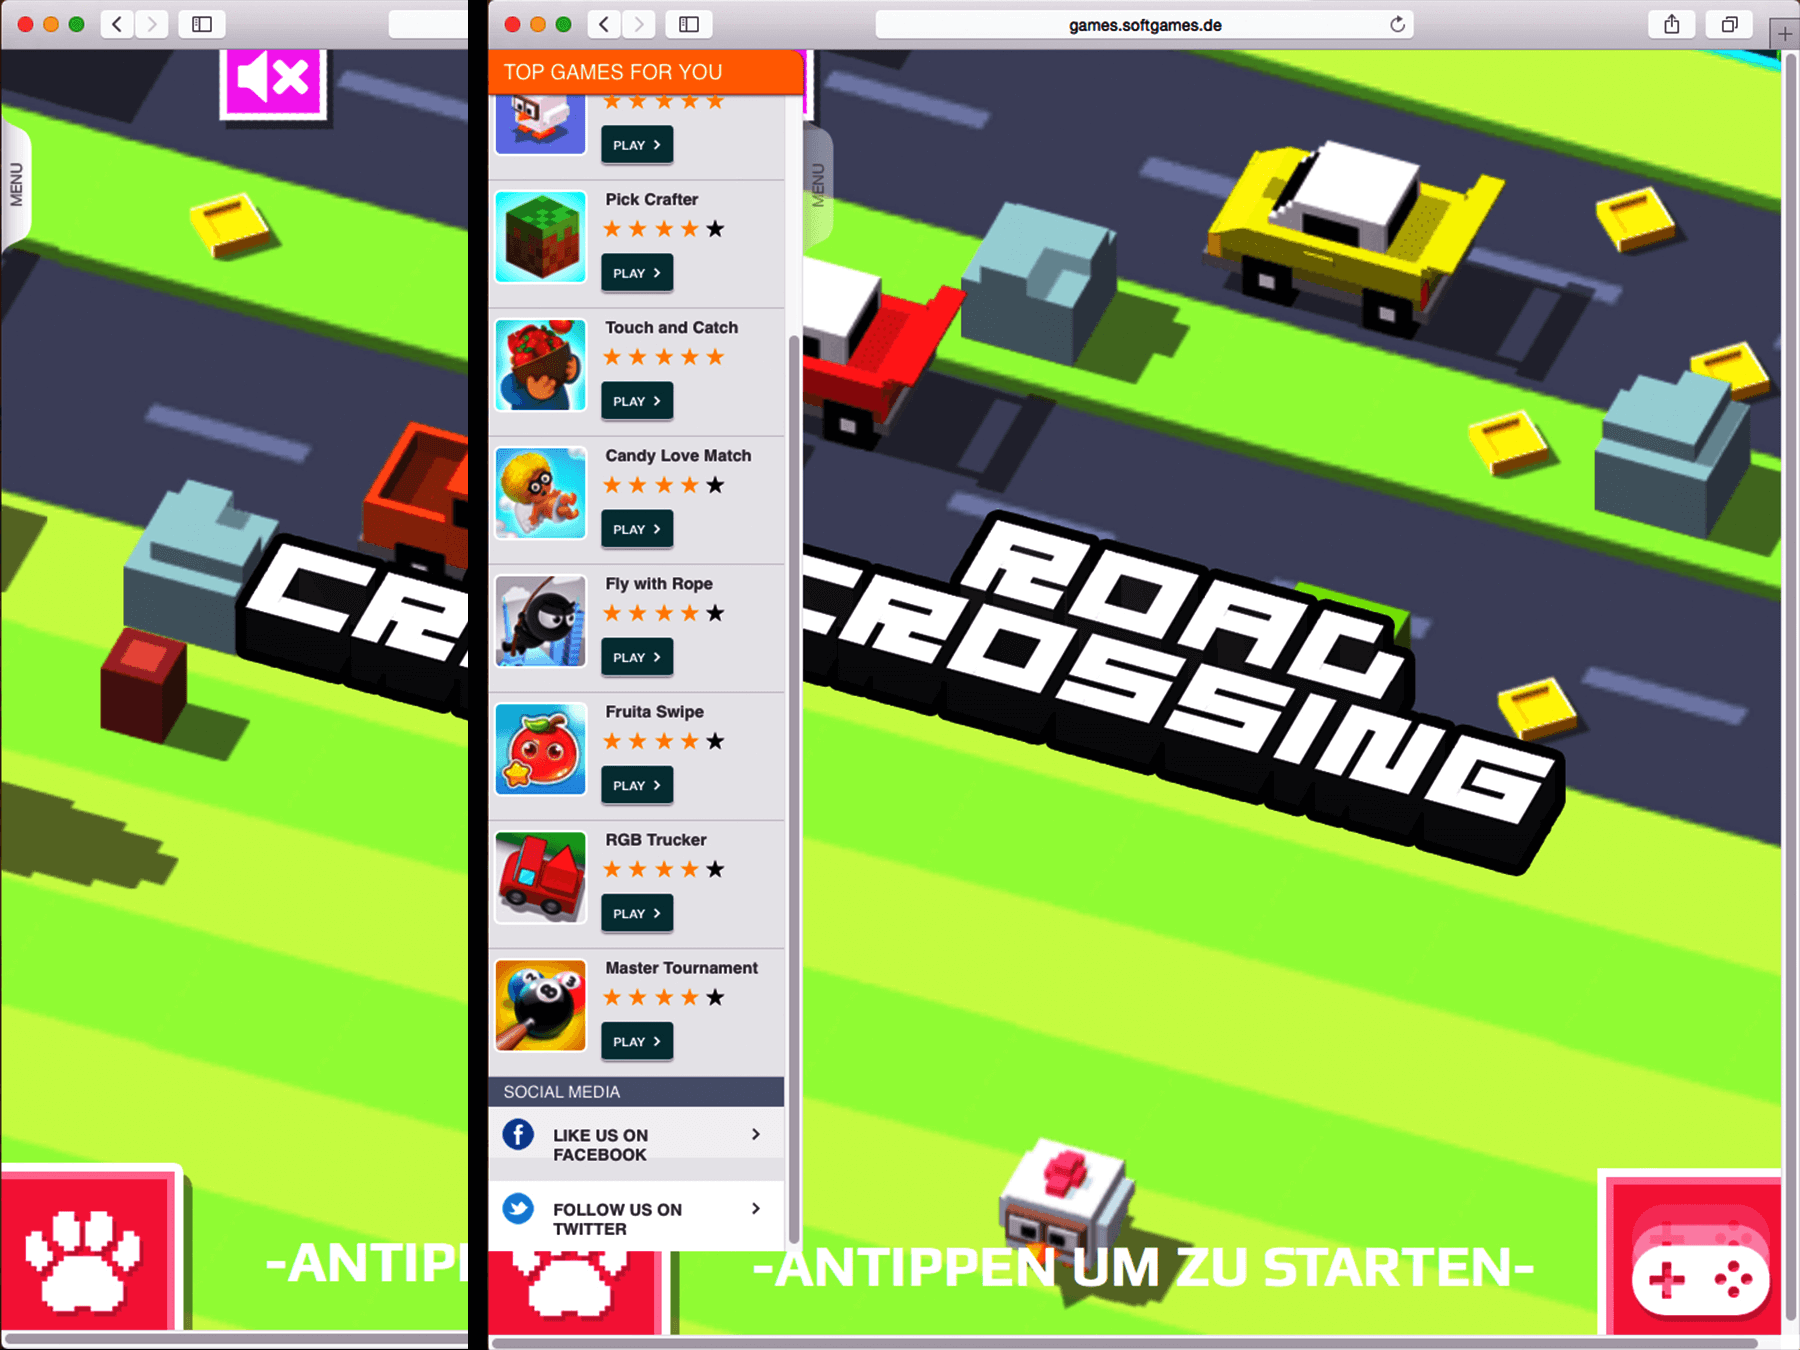 MENU
CR
-ANTIP
games.softgames.de
TOP GAMES FOR YOU
PLAY
Pick Crafter
PLAY
Touch and Catch
PLAY
Candy Love Match
PLAY
Fly with Rope
PLAY
Fruita Swipe
PLAY
RGB Trucker
PLAY
Master Tournament
PLAY
SOCIAL MEDIA
LIKE US ON
FACEBOOK
FOLLOW US ON
TWITTER
MENU
ROAD
CROSSING
-ANTIPPEN UM ZU STARTEN-